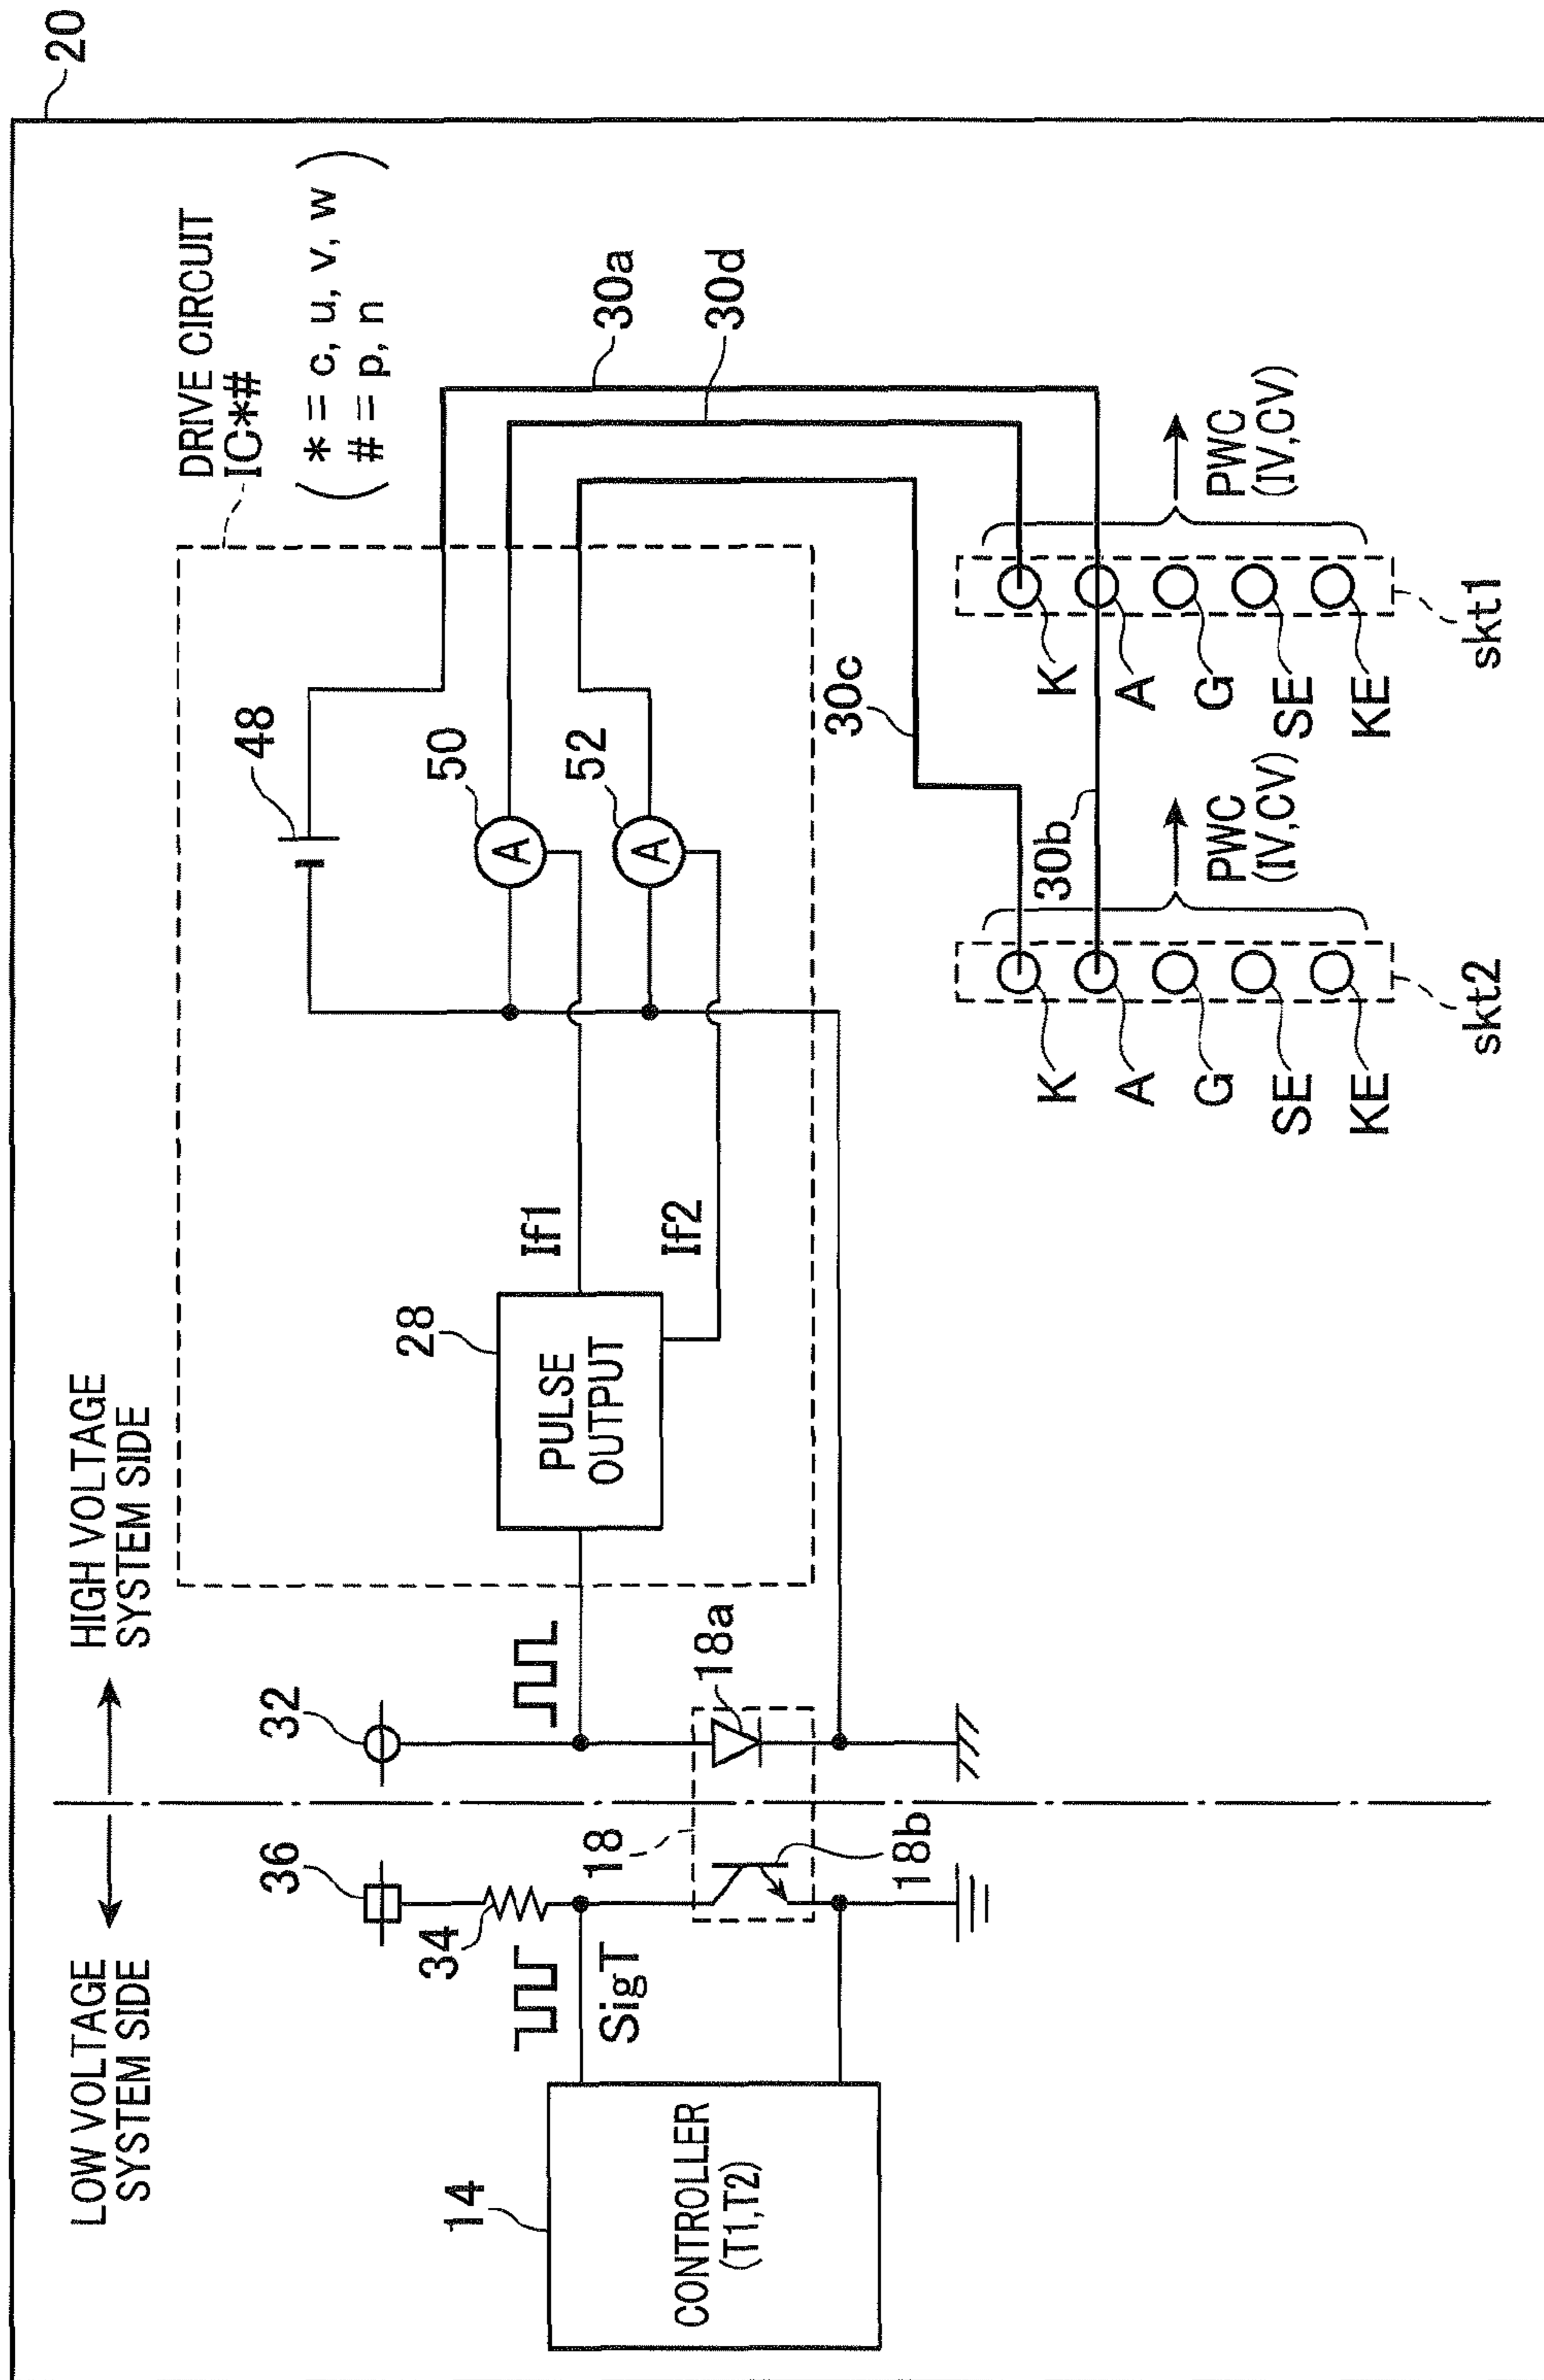 20
LOW VOLTAGE
SYSTEM SIDE
HIGH VOLTAGE
SYSTEM SIDE
DRIVE CIRCUIT
IC*#
( * = c, u, v, w )
( # = p, n )
36
32
48
34
28
50
52
14
SigT
If1
If2
PULSE
OUTPUT
A
A
30a
30d
CONTROLLER
(T1,T2)
18
18a
18b
30c
30b
K
A
G
SE
KE
skt2
PWC
(IV,CV)
K
A
G
SE
KE
skt1
PWC
(IV,CV)